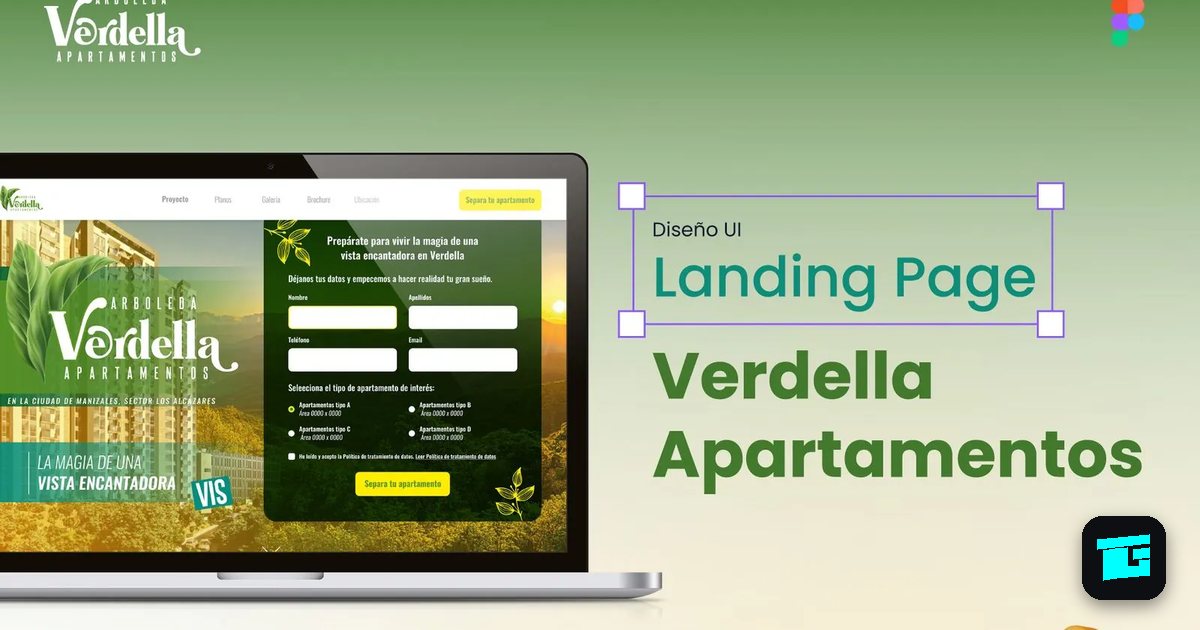 ARBOLEDA
Verdella
APARTAMENTOS
Verdella
Proyecto
Planos
Galería
Brochure
Ubicación
Separa tu apartamento
ARBOLEDA
Verdella
APARTAMENTOS
EN LA CIUDAD DE MANIZALES, SECTOR LOS ALCÁZARES
LA MAGIA DE UNA
VISTA ENCANTADORA
VIS
Prepárate para vivir la magia de una
vista encantadora en Verdella
Déjanos tus datos y empecemos a hacer realidad tu gran sueño.
Nombre
Apellidos
Teléfono
Email
Selecciona el tipo de apartamento de interés:
Apartamentos tipo A
Área 0000 x 0000
Apartamentos tipo B
Área 0000 x 0000
Apartamentos tipo C
Área 0000 x 0000
Apartamentos tipo D
Área 0000 x 0000
He leído y acepto la Política de tratamiento de datos. Leer Política de tratamiento de datos
Separa tu apartamento
Diseño UI
Landing Page
Verdella
Apartamentos
TG